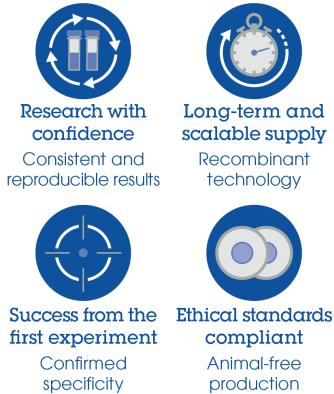 Research with
confidence
Consistent and
reproducible results
Long-term and
scalable supply
Recombinant
technology
Success from the
first experiment
Confirmed
specificity
Ethical standards
compliant
Animal-free
production